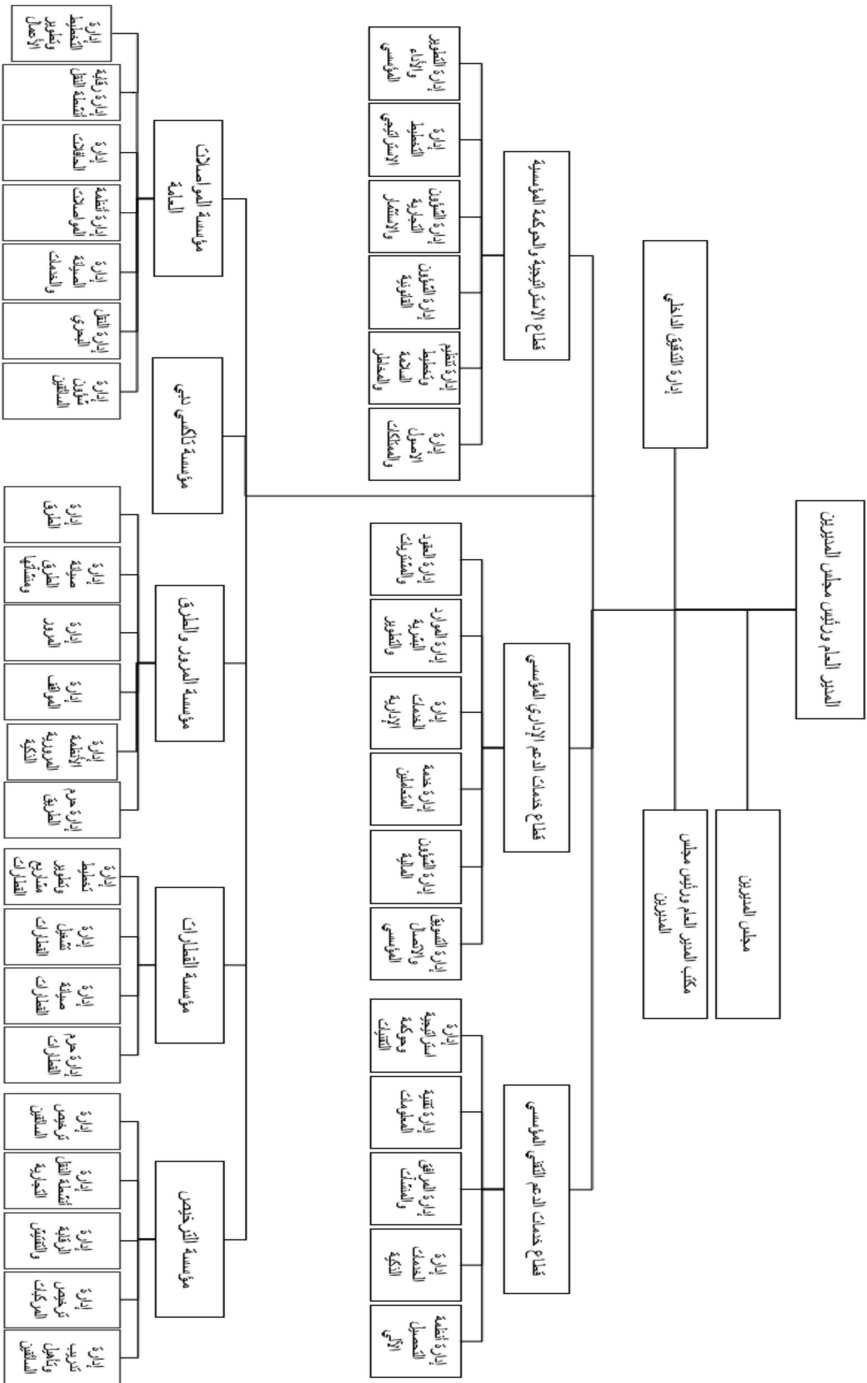 المدير العام ورئيس مجلس المديرين
مجلس المديرين
مكتب المدير العام ورئيس مجلس
المديرين
إدارة التدقيق الداخلي
قطاع خدمات الدعم التقني المؤسسي
إدارة أنظمة
التحصيل
الآلي
إدارة
الخدمات
الذكية
إدارة المرافق
والمنشآت
إدارة تقنية
المعلومات
إدارة
استراتيجية
وحوكمة
التقنيات
قطاع خدمات الدعم الإداري المؤسسي
إدارة التسويق
والاتصال
المؤسسي
إدارة الشؤون
المالية
إدارة خدمة
المتعاملين
إدارة
الخدمات
الإدارية
إدارة الموارد
البشرية
والتطوير
إدارة العقود
والمشتريات
قطاع الاستراتيجية والحوكمة المؤسسية
إدارة
الاصول
والممتلكات
إدارة تنظيم
وتخطيط
السلامة
والمخاطر
إدارة الشؤون
القانونية
إدارة الشؤون
التجارية
والاستثمار
إدارة
التخطيط
الاستراتيجي
إدارة التطوير
والأداء
المؤسسي
مؤسسة الترخيص
إدارة
تدريب
وتأهيل
السائقين
إدارة
ترخيص
المركبات
إدارة
الرقابة
والتفتيش
إدارة
أنشطة النقل
التجارية
إدارة
ترخيص
السائقين
مؤسسة القطارات
إدارة حرم
القطارات
إدارة
صيانة
القطارات
إدارة
تشغيل
القطارات
إدارة
تخطيط
وتطوير
مشاريع
القطارات
مؤسسة المرور والطرق
إدارة حرم
الطريق
إدارة
الأنظمة
المرورية
الذكية
إدارة
المواقف
إدارة
المرور
إدارة
صيانة
الطرق
ومنشآتها
إدارة
الطرق
مؤسسة تاكسي دبي
مؤسسة المواصلات
العامة
إدارة
شؤون
السائقين
إدارة النقل
البحري
إدارة
الصيانة
والخدمات
إدارة أنظمة
المواصلات
إدارة
الحافلات
إدارة رقابة
أنشطة النقل
إدارة
التخطيط
وتطوير
الأعمال